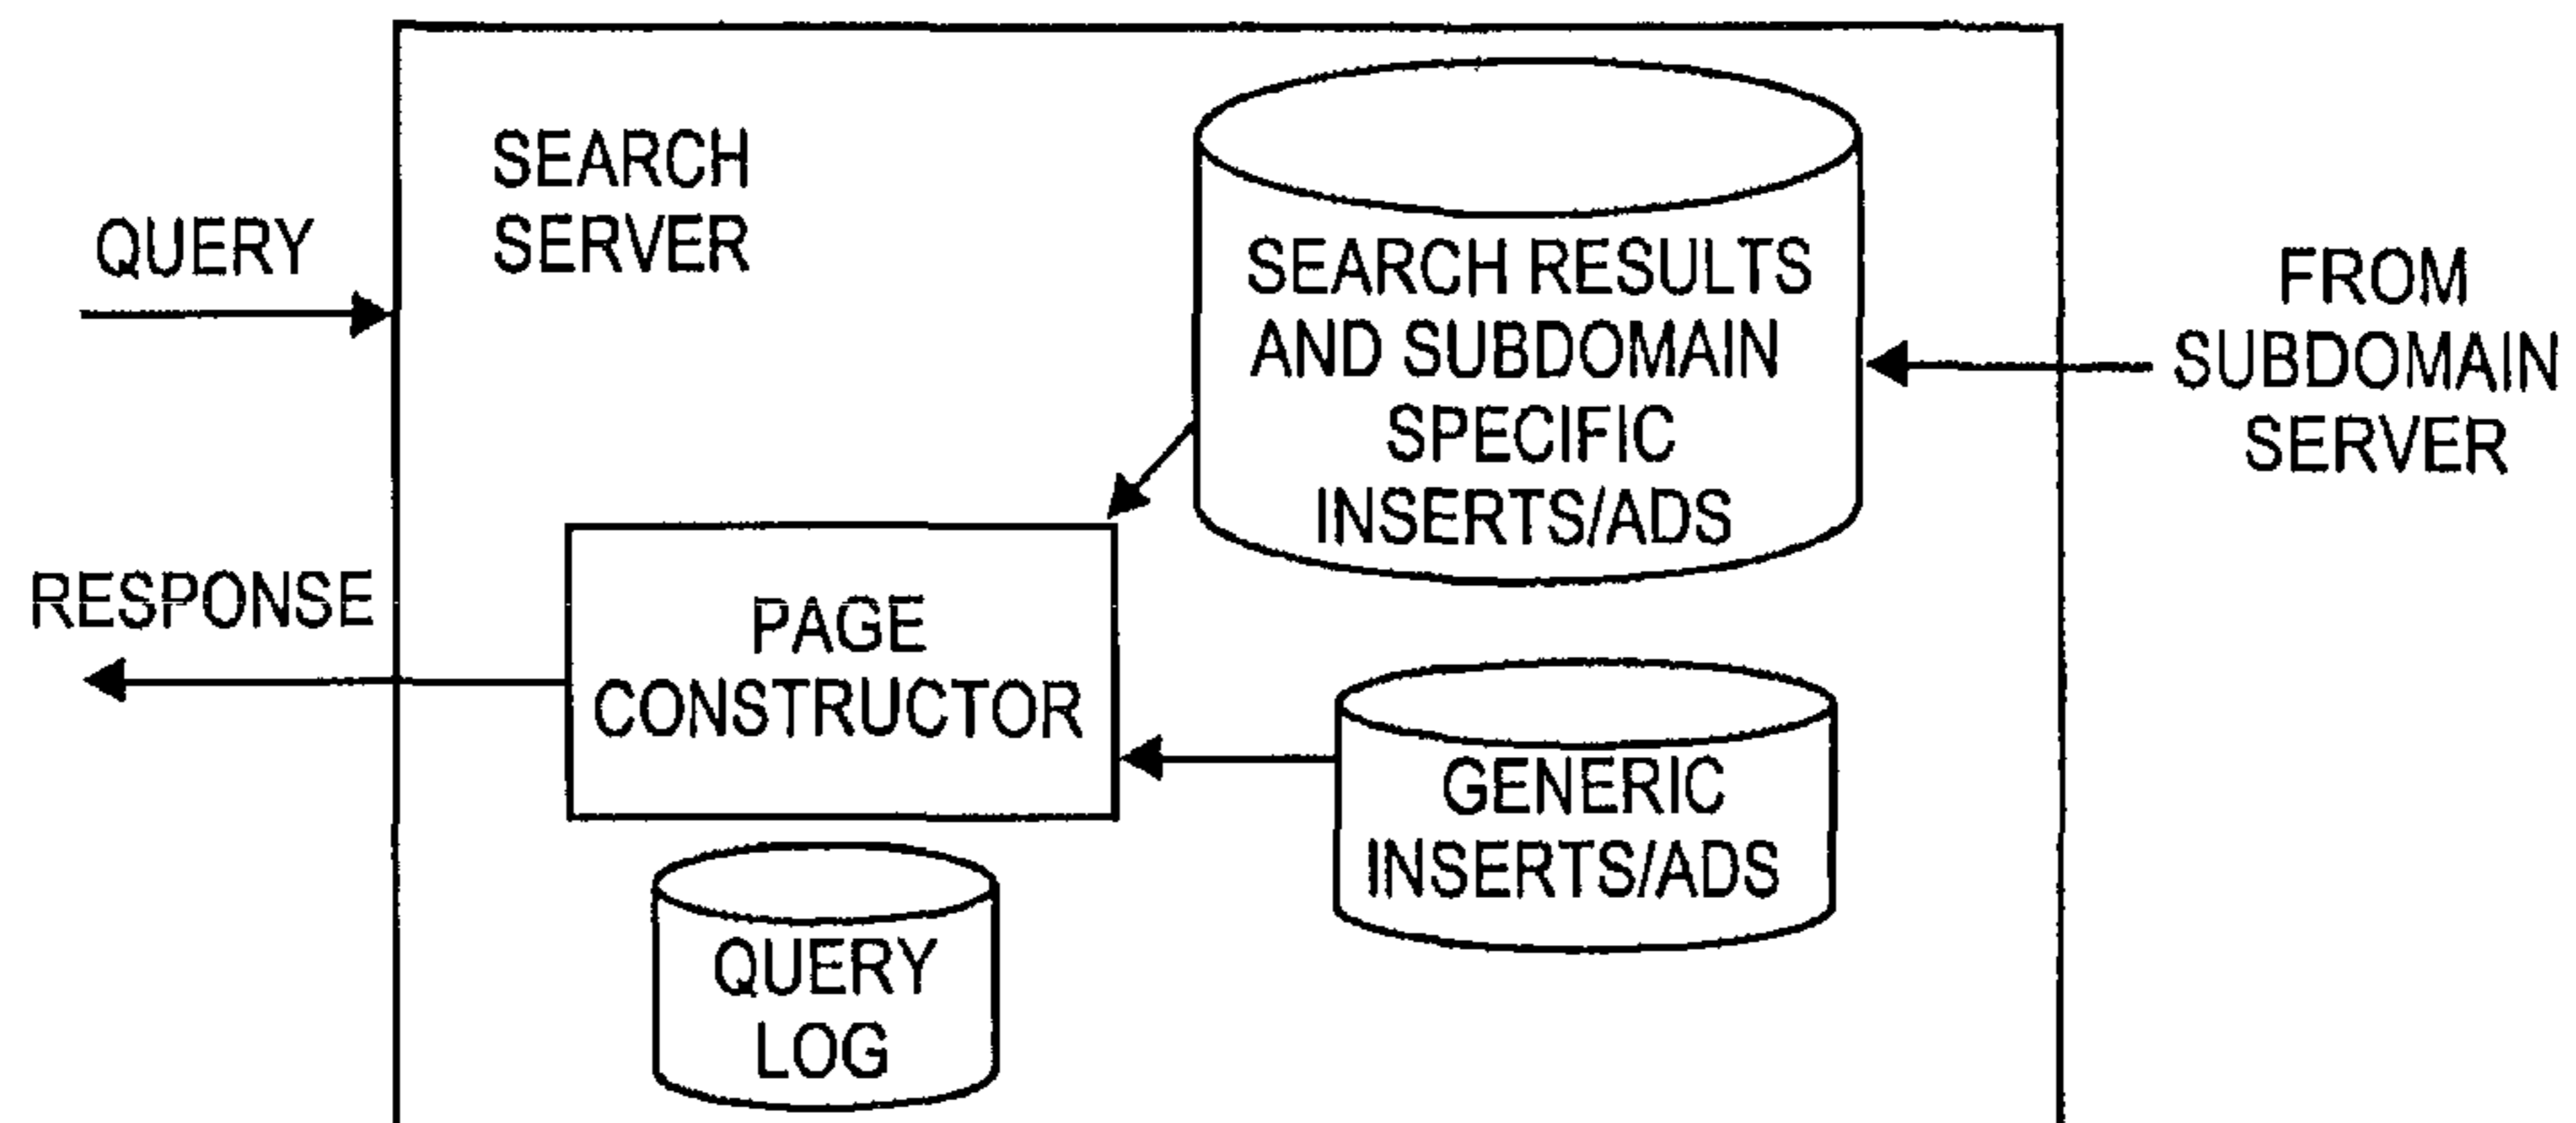 SEARCH
SERVER
QUERY
SEARCH RESULTS
AND SUBDOMAIN
SPECIFIC
INSERTS/ADS
FROM
SUBDOMAIN
SERVER
RESPONSE
PAGE
CONSTRUCTOR
GENERIC
INSERTS/ADS
QUERY
LOG